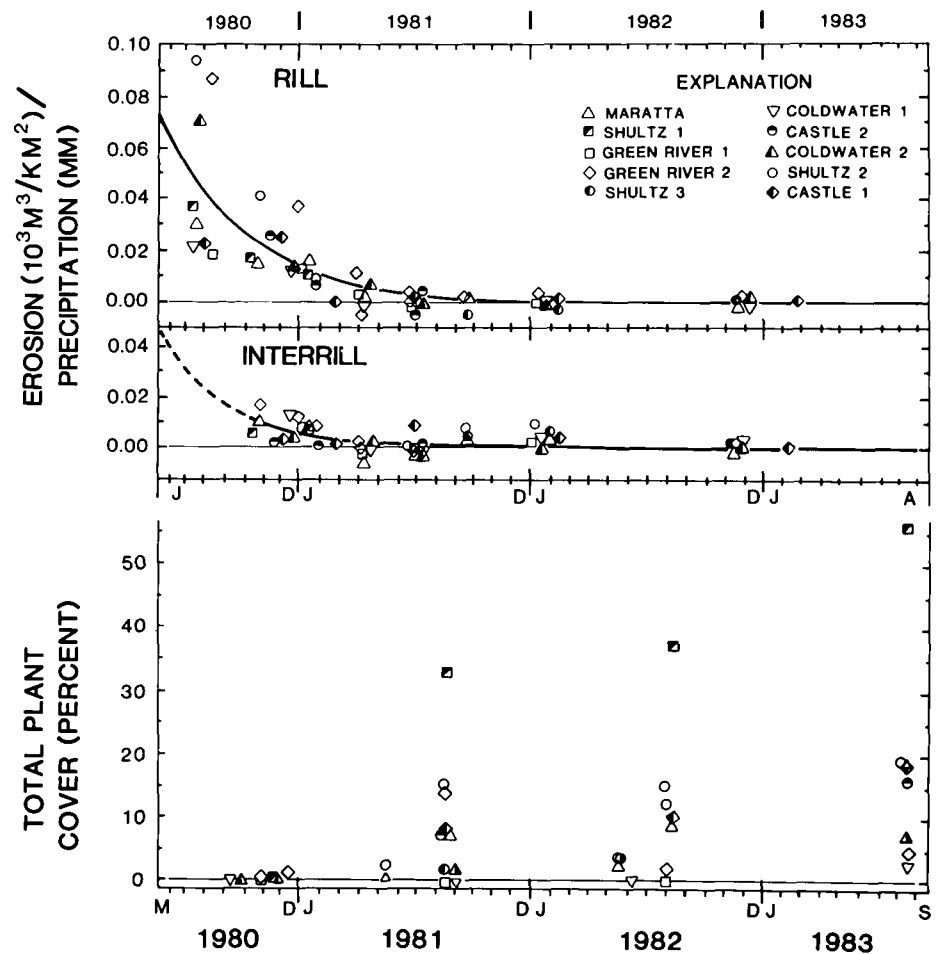 1980 1981 1982 1983
EROSION (10³M³/KM²)/
PRECIPITATION (MM)
0.10
0.08
0.06
0.04
0.02
0.00
RILL
EXPLANATION
MARATTA
SHULTZ 1
GREEN RIVER 1
GREEN RIVER 2
SHULTZ 3
COLDWATER 1
CASTLE 2
COLDWATER 2
SHULTZ 2
CASTLE 1
0.04
0.02
0.00
INTERRILL
J D J D J D J A
TOTAL PLANT
COVER (PERCENT)
50
40
30
20
10
0
M D J D J D J S
1980 1981 1982 1983